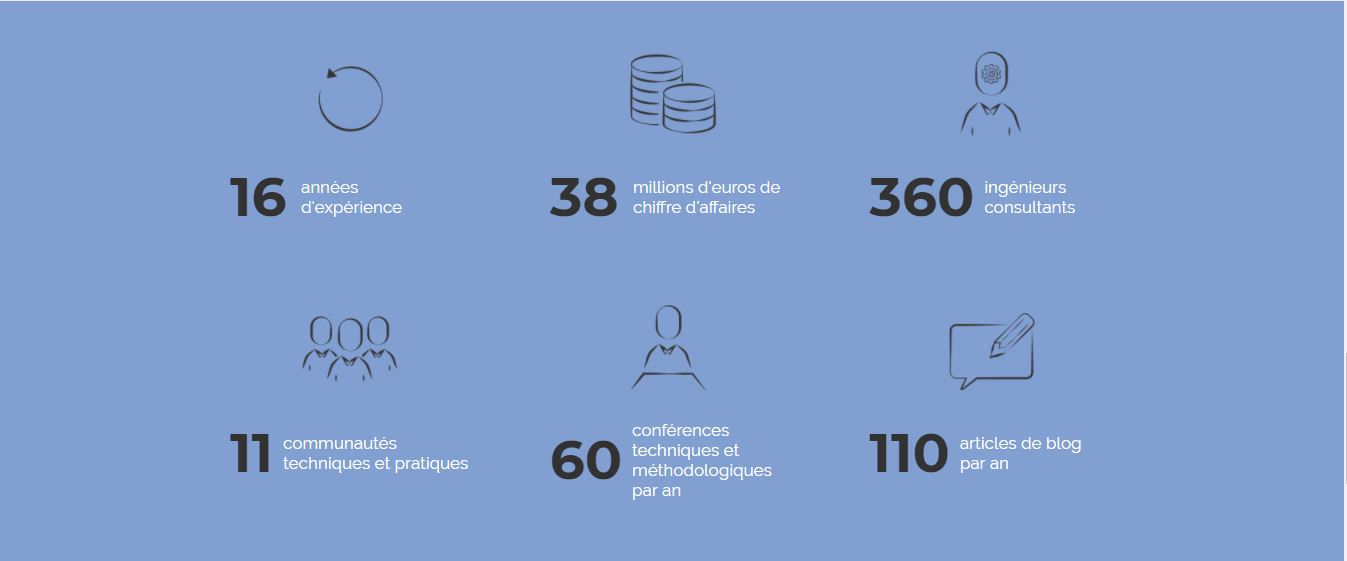 16
années
d'expérience
38
millions d'euros de
chiffre d'affaires
360
ingénieurs
consultants
11
communautés
techniques et pratiques
60
conférences
techniques et
méthodologiques
par an
110
articles de blog
par an